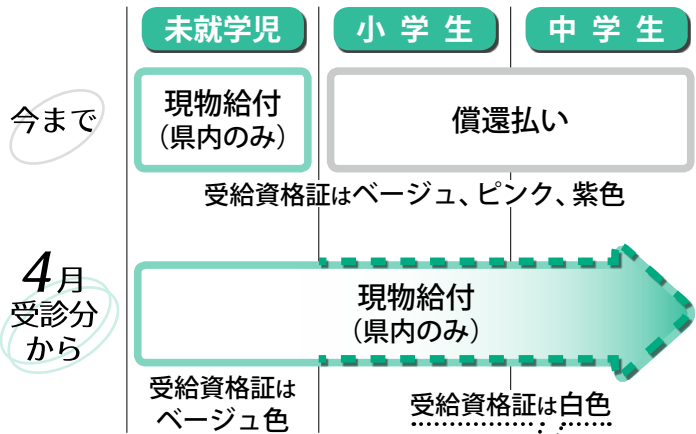 未就学児
小学生
中学生
今まで
現物給付
（県内のみ）
償還払い
受給資格証はベージュ、ピンク、紫色
4月
受診分
から
現物給付
（県内のみ）
受給資格証は
ベージュ色
受給資格証は白色